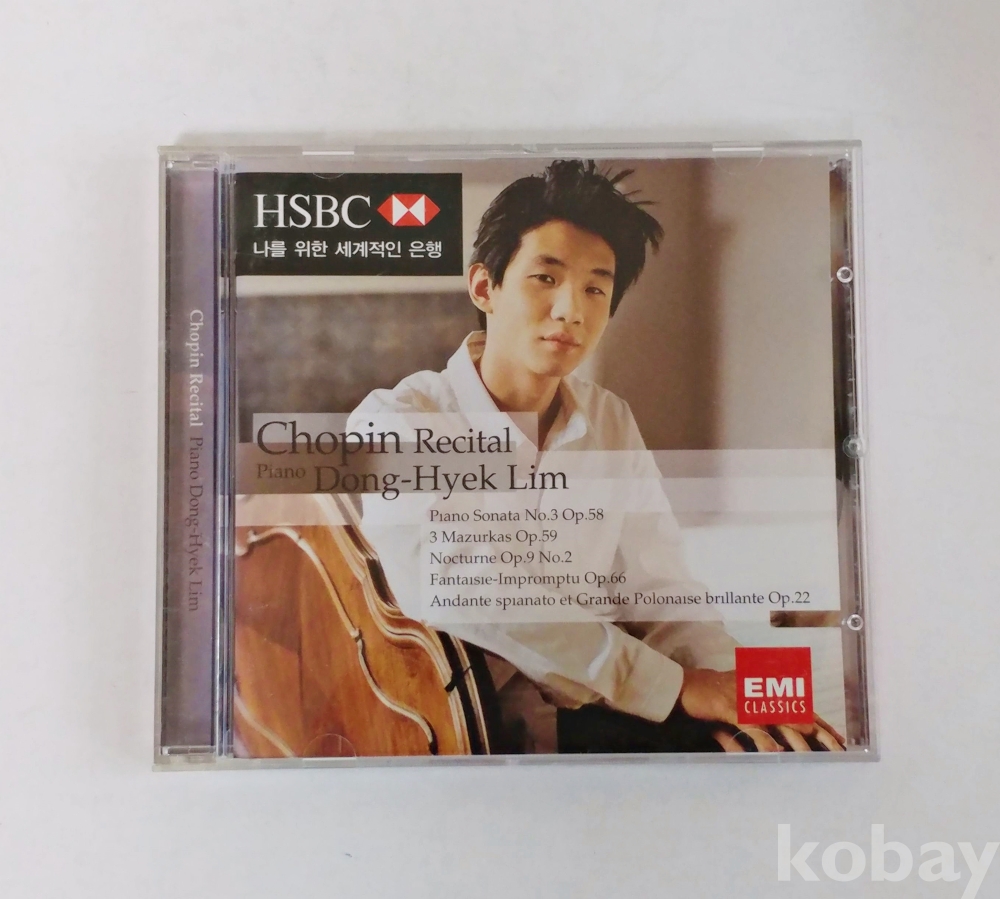 HSBC
나를 위한 세계적인 은행
Chopin Recital Piano Dong-Hyek Lim
Chopin Recital
Piano Dong-Hyek Lim
Piano Sonata No.3 Op.58
3 Mazurkas Op.59
Nocturne Op.9 No.2
Fantaisie-Impromptu Op.66
Andante spianato et Grande Polonaise brillante Op.22
EMI
CLASSICS
kobay